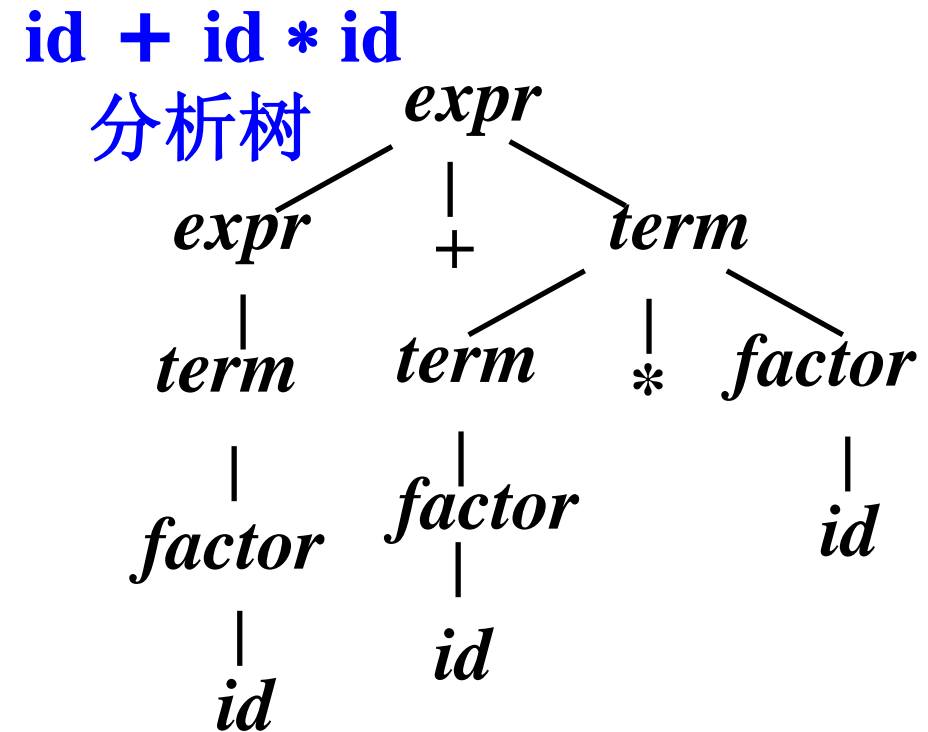 id + id * id
分析树
expr
expr + term
term term * factor
factor factor id
id id